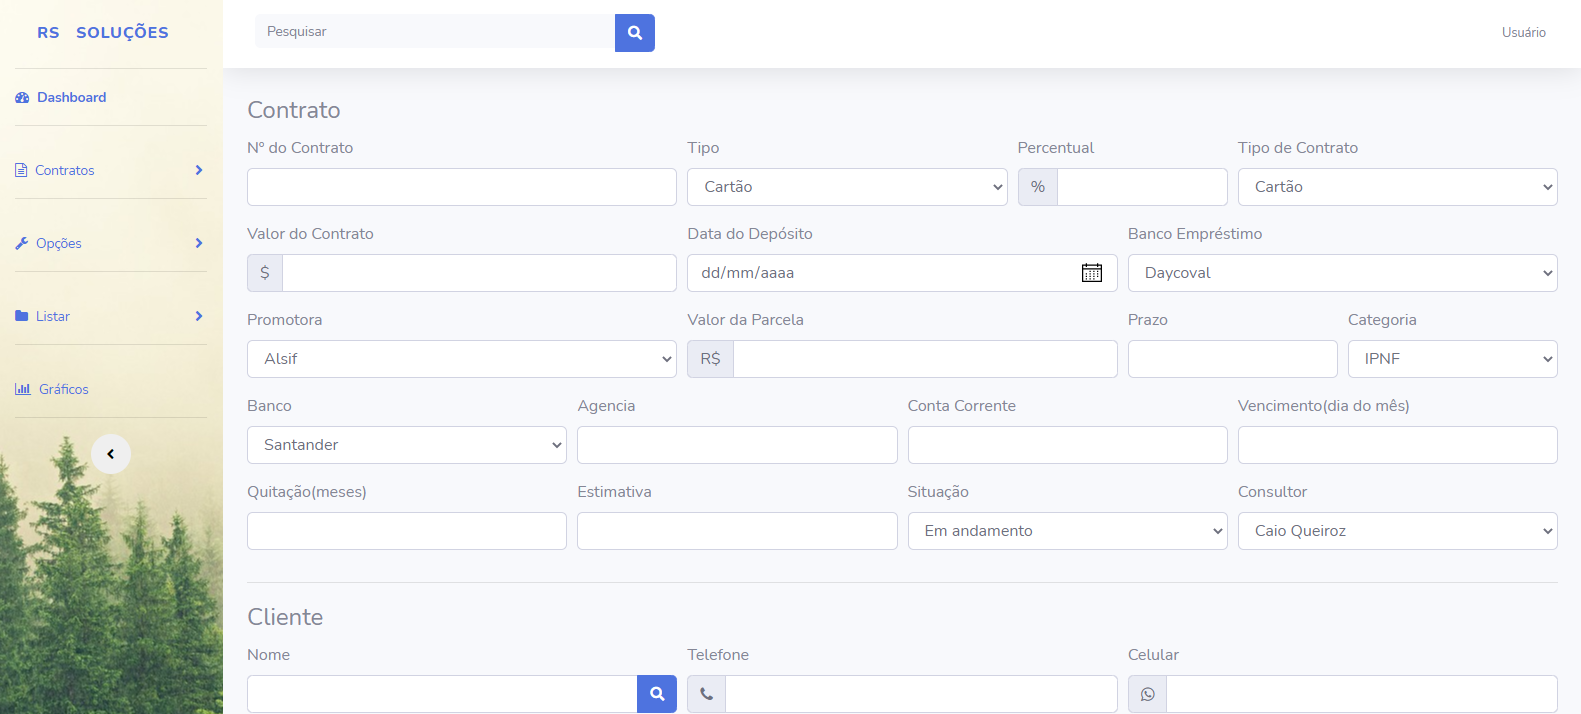 RS SOLUÇÕES
Pesquisar
Usuário
Dashboard
Contratos
Opções
Listar
Gráficos
Contrato
Nº do Contrato Tipo Percentual Tipo de Contrato
Cartão % Cartão
Valor do Contrato Data do Depósito Banco Empréstimo
$ dd/mm/aaaa Daycoval
Promotora Valor da Parcela Prazo Categoria
Alsif R$ IPNF
Banco Agencia Conta Corrente Vencimento(dia do mês)
Santander
Quitação(meses) Estimativa Situação Consultor
Em andamento Caio Queiroz
Cliente
Nome Telefone Celular